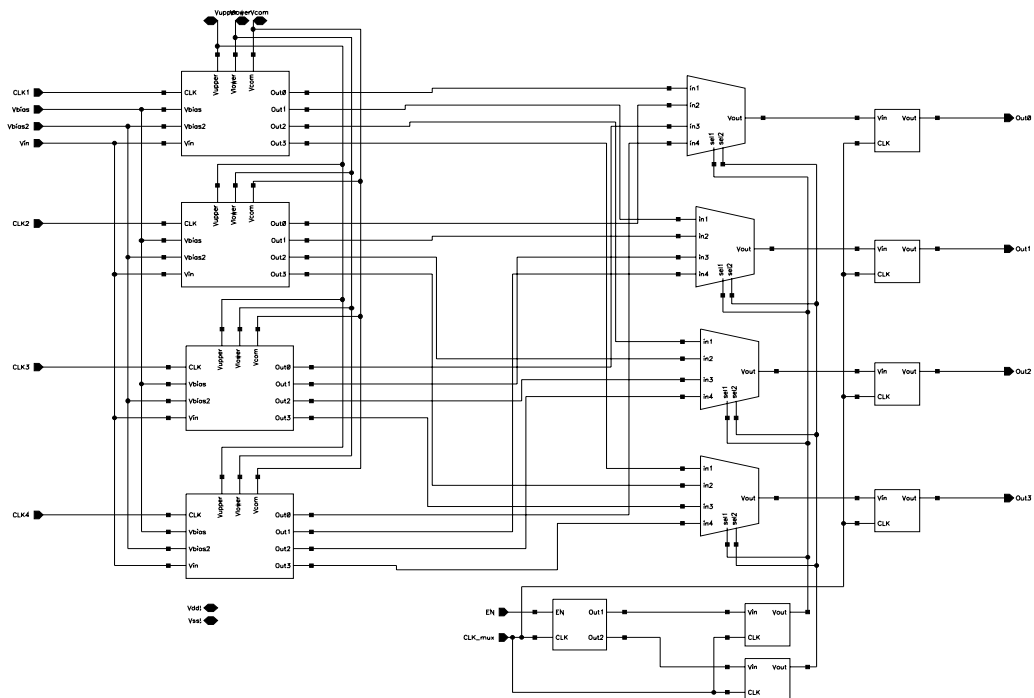 Vupper Vlower Vcom
Vupper Vlower Vcom
CLK1 CLK Out0
Vbias Vbias Out1
Vbias2 Vbias2 Out2
Vin Vin Out3
in1
in2
in3
in4
Vout
sel1 sel2
Vin Vout
CLK
Out0
Vupper Vlower Vcom
CLK2 CLK Out0
Vbias Out1
Vbias2 Out2
Vin Out3
in1
in2
in3
in4
Vout
sel1 sel2
Vin Vout
CLK
Out1
Vupper Vlower Vcom
CLK3 CLK Out0
Vbias Out1
Vbias2 Out2
Vin Out3
in1
in2
in3
in4
Vout
sel1 sel2
Vin Vout
CLK
Out2
Vupper Vlower Vcom
CLK4 CLK Out0
Vbias Out1
Vbias2 Out2
Vin Out3
in1
in2
in3
in4
Vout
sel1 sel2
Vin Vout
CLK
Out3
Vdd!
Vss!
EN EN Out1
CLK_mux CLK Out2
Vin Vout
CLK
Vin Vout
CLK